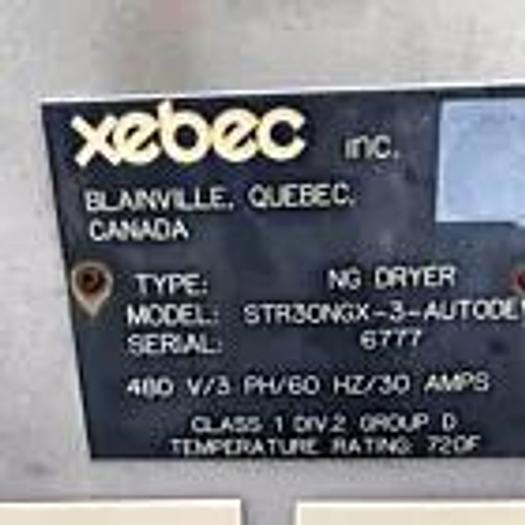 xebec inc.
BLAINVILLE, QUEBEC,
CANADA
TYPE: NG DRYER
MODEL: STR30NGX-3-AUTODE
SERIAL: 6777
480 V/3 PH/60 HZ/30 AMPS
CLASS 1 DIV.2 GROUP D
TEMPERATURE RATING: 720F